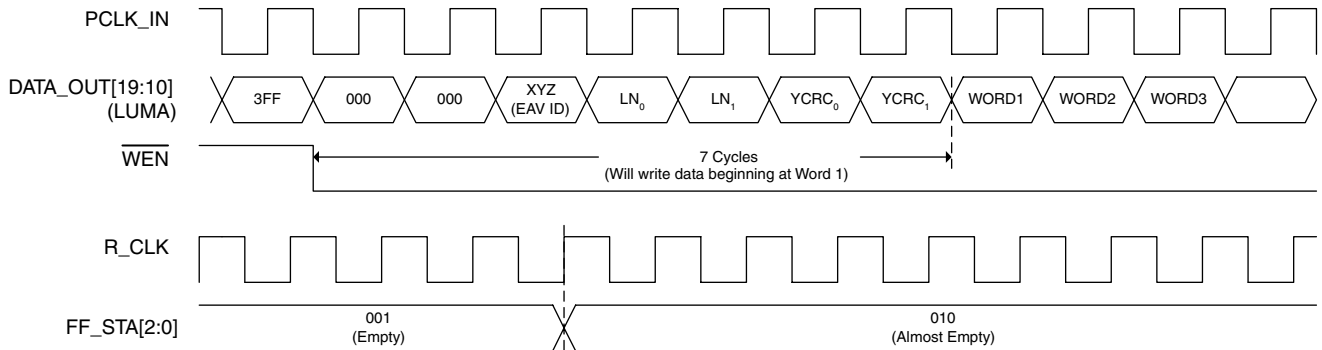 PCLK_IN
DATA_OUT[19:10]
(LUMA)
3FF
000
000
XYZ
(EAV ID)
LN0
LN1
YCRC0
YCRC1
WORD1
WORD2
WORD3
WEN
7 Cycles
(Will write data beginning at Word 1)
R_CLK
FF_STA[2:0]
001
(Empty)
010
(Almost Empty)